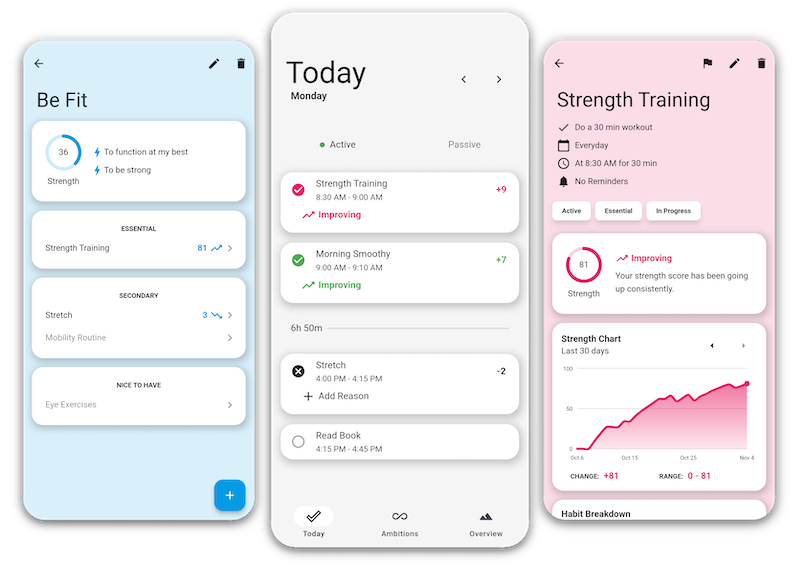 Be Fit
36
Strength
To function at my best
To be strong
ESSENTIAL
Strength Training 81
SECONDARY
Stretch 3
Mobility Routine
NICE TO HAVE
Eye Exercises
+
Today
Monday
Active Passive
Strength Training +9
8:30 AM - 9:00 AM
Improving
Morning Smoothy +7
9:00 AM - 9:10 AM
Improving
6h 50m
Stretch -2
4:00 PM - 4:15 PM
+ Add Reason
Read Book
4:15 PM - 4:45 PM
Today Ambitions Overview
Strength Training
Do a 30 min workout
Everyday
At 8:30 AM for 30 min
No Reminders
Active Essential In Progress
81
Strength
Improving
Your strength score has been going
up consistently.
Strength Chart
Last 30 days
100
50
0
Oct 6 Oct 15 Oct 25 Nov 4
CHANGE: +81 RANGE: 0 - 81
Habit Breakdown